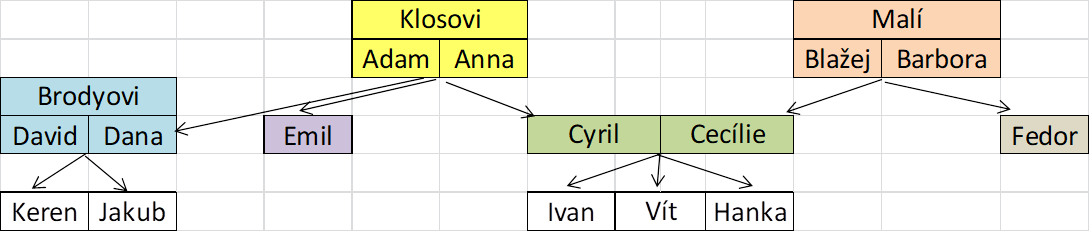 Klosovi
Malí
Adam Anna
Blažej Barbora
Brodyovi
David Dana
Emil
Cyril Cecílie
Fedor
Keren Jakub
Ivan Vít Hanka